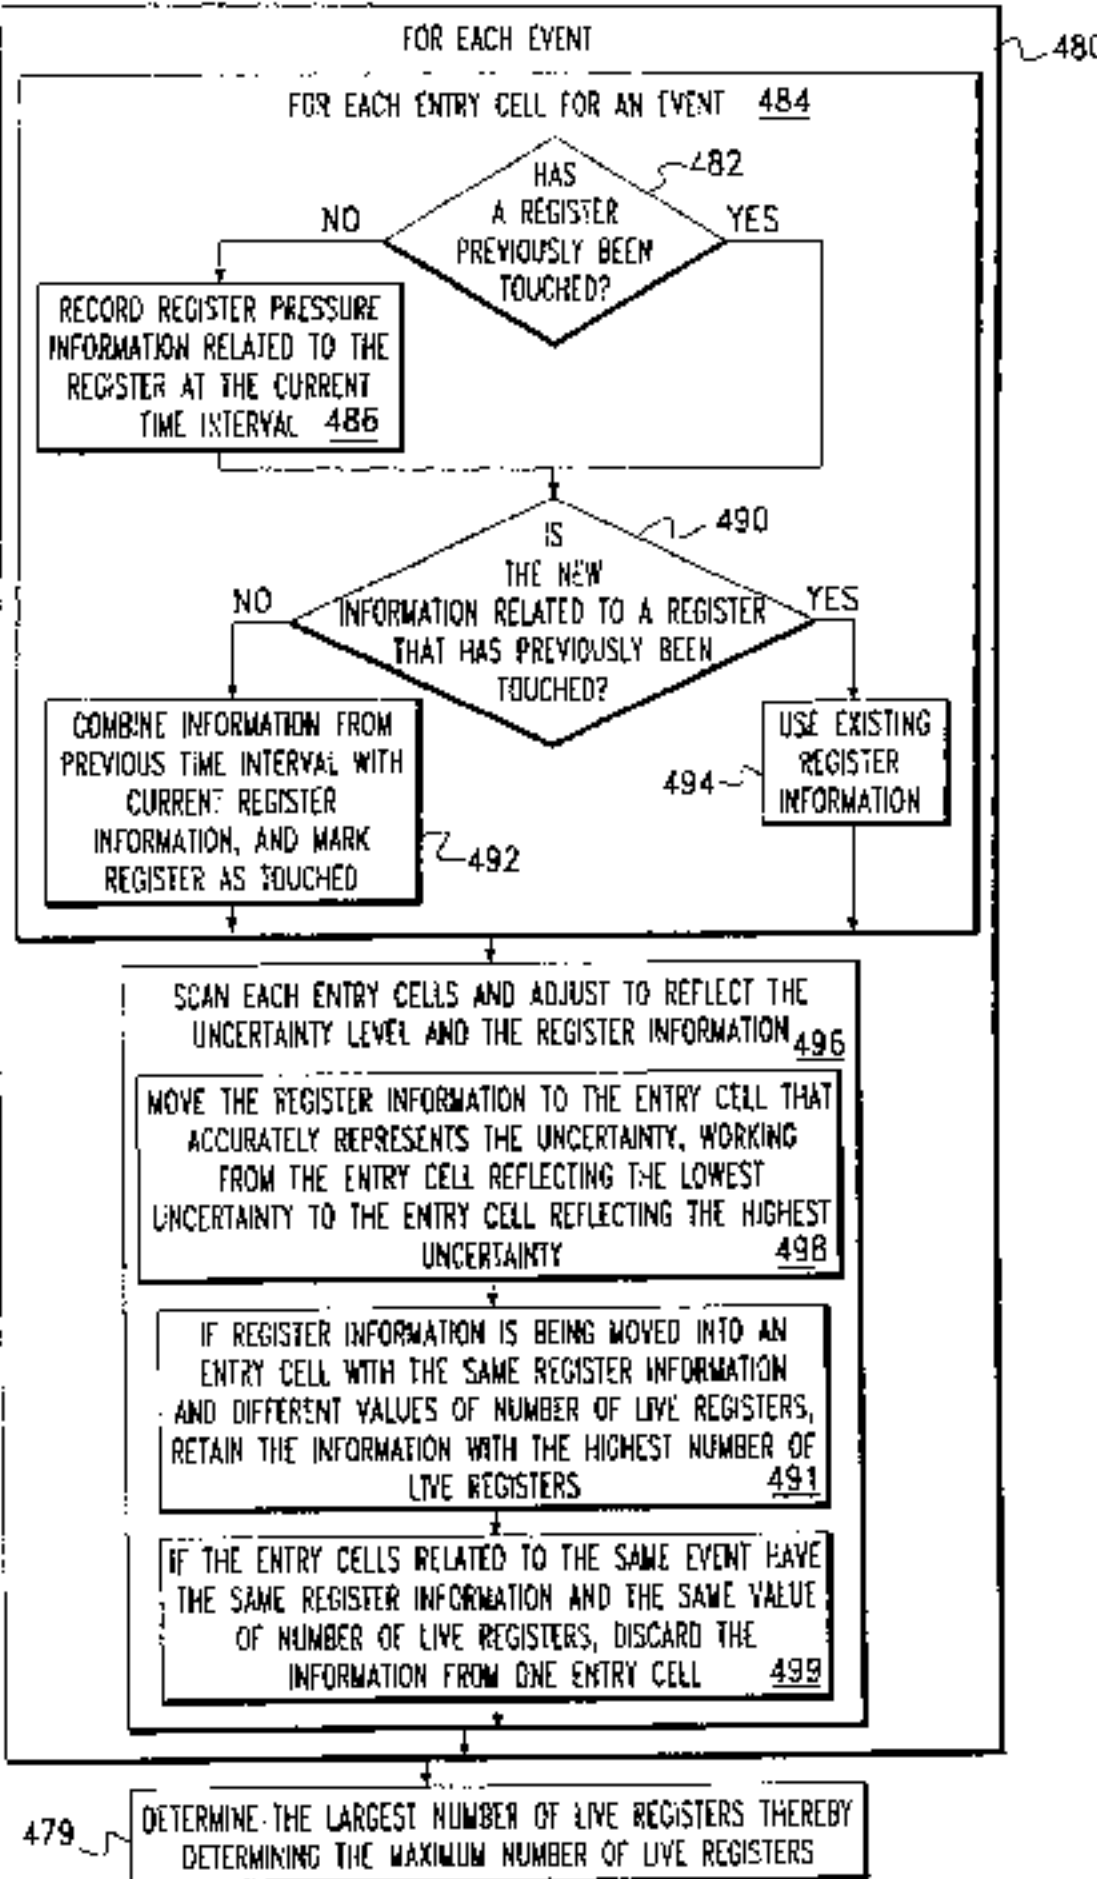 FOR EACH EVENT
480
FOR EACH ENTRY CELL FOR AN EVENT 484
482
HAS
A REGISTER
PREVIOUSLY BEEN
TOUCHED?
NO
YES
RECORD REGISTER PRESSURE
INFORMATION RELATED TO THE
REGISTER AT THE CURRENT
TIME INTERVAL 486
490
IS
THE NEW
INFORMATION RELATED TO A REGISTER
THAT HAS PREVIOUSLY BEEN
TOUCHED?
NO
YES
COMBINE INFORMATION FROM
PREVIOUS TIME INTERVAL WITH
CURRENT REGISTER
INFORMATION, AND MARK
REGISTER AS TOUCHED
492
USE EXISTING
REGISTER
INFORMATION
494
SCAN EACH ENTRY CELLS AND ADJUST TO REFLECT THE
UNCERTAINTY LEVEL AND THE REGISTER INFORMATION 496
MOVE THE REGISTER INFORMATION TO THE ENTRY CELL THAT
ACCURATELY REPRESENTS THE UNCERTAINTY, WORKING
FROM THE ENTRY CELL REFLECTING THE LOWEST
UNCERTAINTY TO THE ENTRY CELL REFLECTING THE HIGHEST
UNCERTAINTY 498
IF REGISTER INFORMATION IS BEING MOVED INTO AN
ENTRY CELL WITH THE SAME REGISTER INFORMATION
AND DIFFERENT VALUES OF NUMBER OF LIVE REGISTERS,
RETAIN THE INFORMATION WITH THE HIGHEST NUMBER OF
LIVE REGISTERS 491
IF THE ENTRY CELLS RELATED TO THE SAME EVENT HAVE
THE SAME REGISTER INFORMATION AND THE SAME VALUE
OF NUMBER OF LIVE REGISTERS, DISCARD THE
INFORMATION FROM ONE ENTRY CELL 499
479
DETERMINE THE LARGEST NUMBER OF LIVE REGISTERS THEREBY
DETERMINING THE MAXIMUM NUMBER OF LIVE REGISTERS